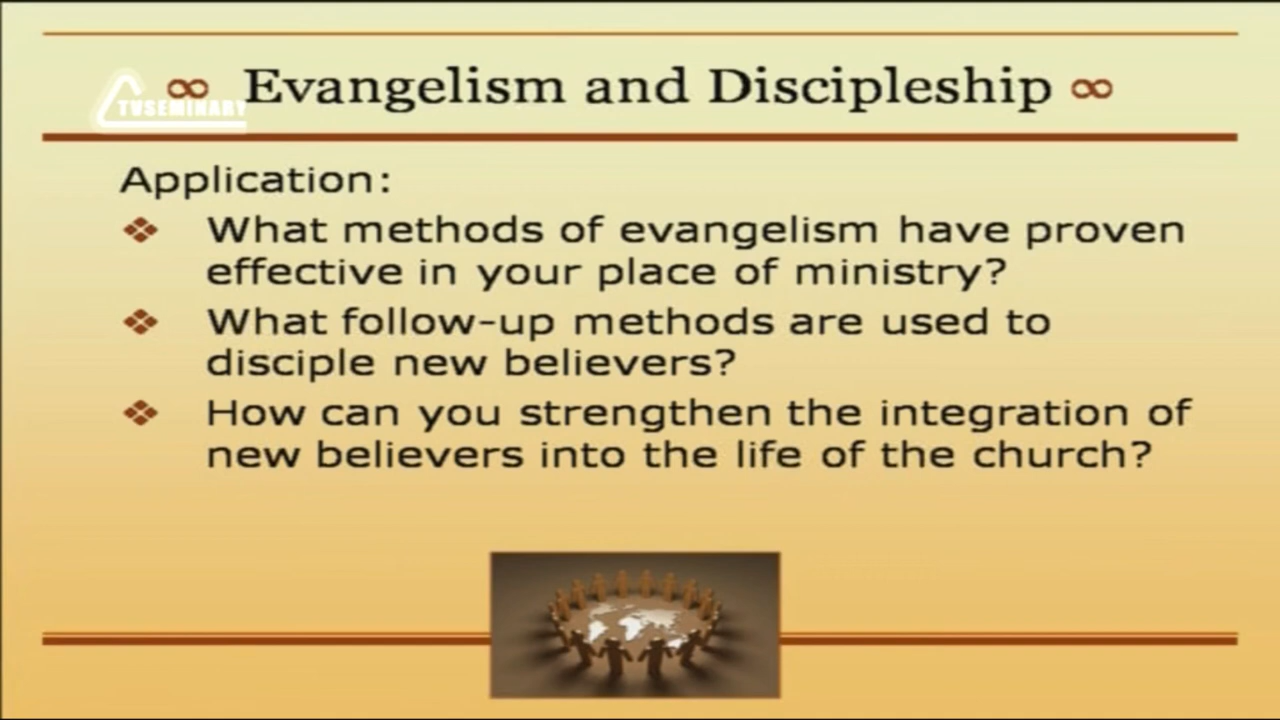 ∞ Evangelism and Discipleship ∞
TVSEMINARY
Application:
❖ What methods of evangelism have proven
effective in your place of ministry?
❖ What follow-up methods are used to
disciple new believers?
❖ How can you strengthen the integration of
new believers into the life of the church?